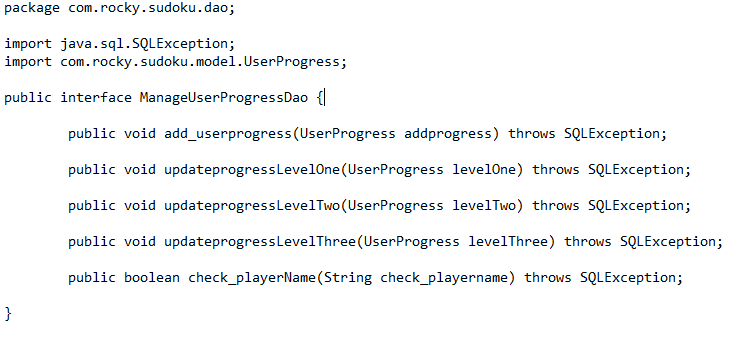 package com.rocky.sudoku.dao;
import java.sql.SQLException;
import com.rocky.sudoku.model.UserProgress;
public interface ManageUserProgressDao {
public void add_userprogress(UserProgress addprogress) throws SQLException;
public void updateprogressLevelOne(UserProgress levelOne) throws SQLException;
public void updateprogressLevelTwo(UserProgress levelTwo) throws SQLException;
public void updateprogressLevelThree(UserProgress levelThree) throws SQLException;
public boolean check_playerName(String check_playername) throws SQLException;
}